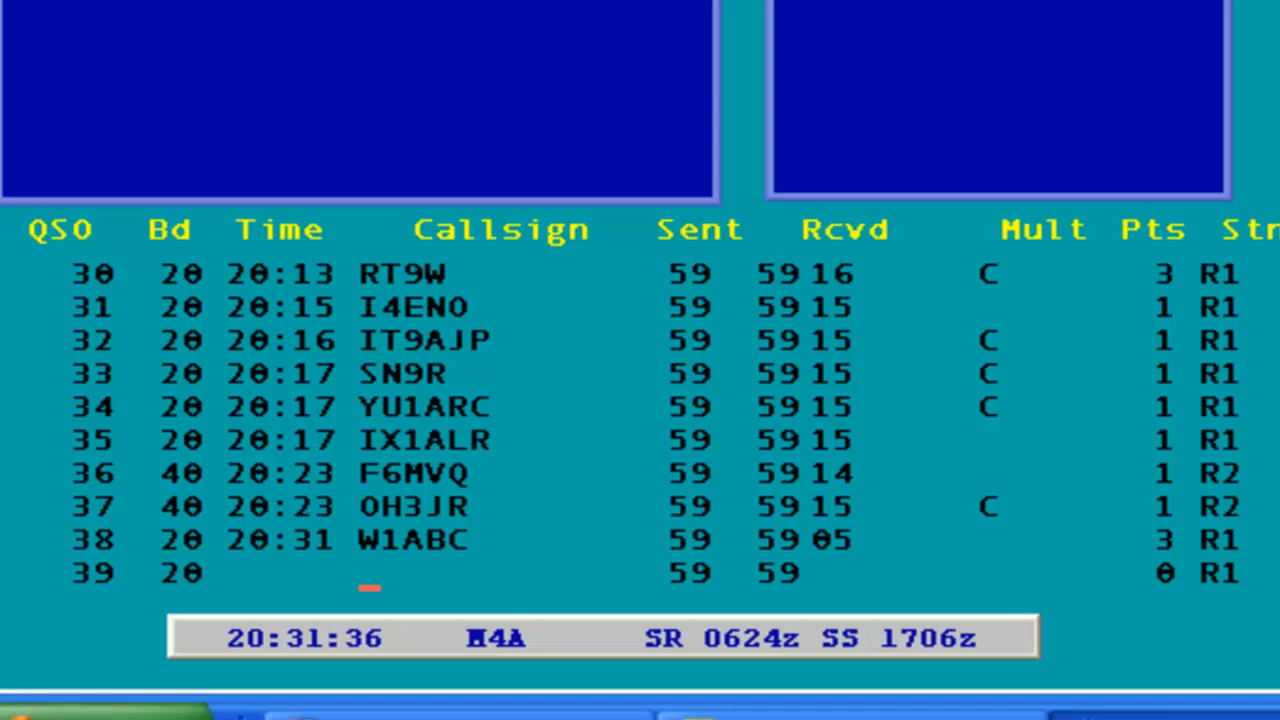 QSO Bd Time Callsign Sent Rcvd Mult Pts Stn
30 20 20:13 RT9W 59 59 16 C 3 R1
31 20 20:15 I4ENO 59 59 15 1 R1
32 20 20:16 IT9AJP 59 59 15 C 1 R1
33 20 20:17 SN9R 59 59 15 C 1 R1
34 20 20:17 YU1ARC 59 59 15 C 1 R1
35 20 20:17 IX1ALR 59 59 15 1 R1
36 40 20:23 F6MVQ 59 59 14 1 R2
37 40 20:23 OH3JR 59 59 15 C 1 R2
38 20 20:31 W1ABC 59 59 05 3 R1
39 20 59 59 0 R1
20:31:36 SR 0624z SS 1706z